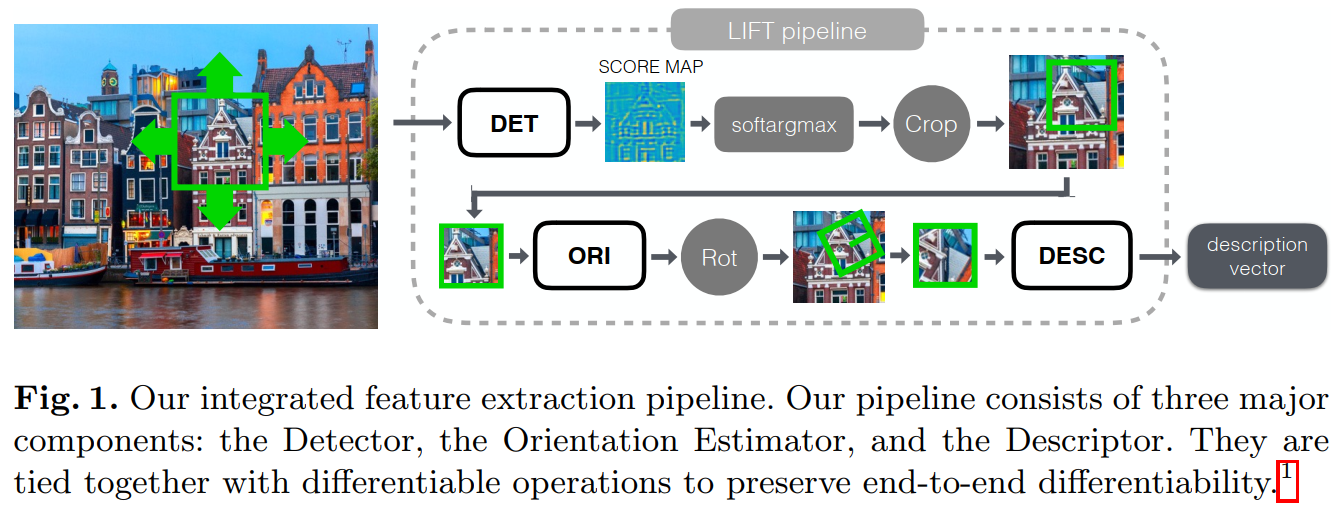 LIFT pipeline
SCORE MAP
DET
softargmax
Crop
ORI
Rot
DESC
description
vector
Fig. 1. Our integrated feature extraction pipeline. Our pipeline consists of three major
components: the Detector, the Orientation Estimator, and the Descriptor. They are
tied together with differentiable operations to preserve end-to-end differentiability.¹